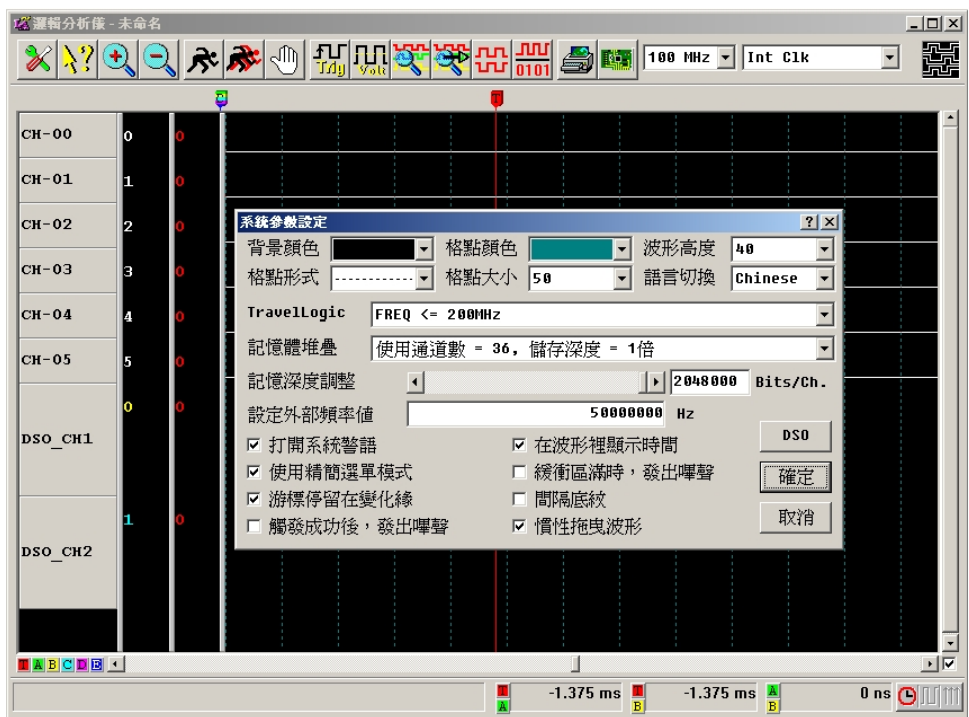 邏輯分析儀 - 未命名
Tdly Volt 0101 100 MHz Int Clk
T
CH-00 0 0
CH-01 1 0
CH-02 2 0
CH-03 3 0
CH-04 4 0
CH-05 5 0
DSO_CH1 0 0
DSO_CH2 1 0
系統參數設定
背景顏色 格點顏色 波形高度 40
格點形式 格點大小 50 語言切換 Chinese
TravelLogic FREQ <= 200MHz
記憶體堆疊 使用通道數 = 36, 儲存深度 = 1倍
記憶深度調整 2048000 Bits/Ch.
設定外部頻率值 50000000 Hz
打開系統警語 在波形裡顯示時間 DSO
使用精簡選單模式 緩衝區滿時,發出嗶聲 確定
游標停留在變化緣 間隔底紋
觸發成功後,發出嗶聲 慣性拖曳波形 取消
T A B C D E
T A -1.375 ms T B -1.375 ms A B 0 ns